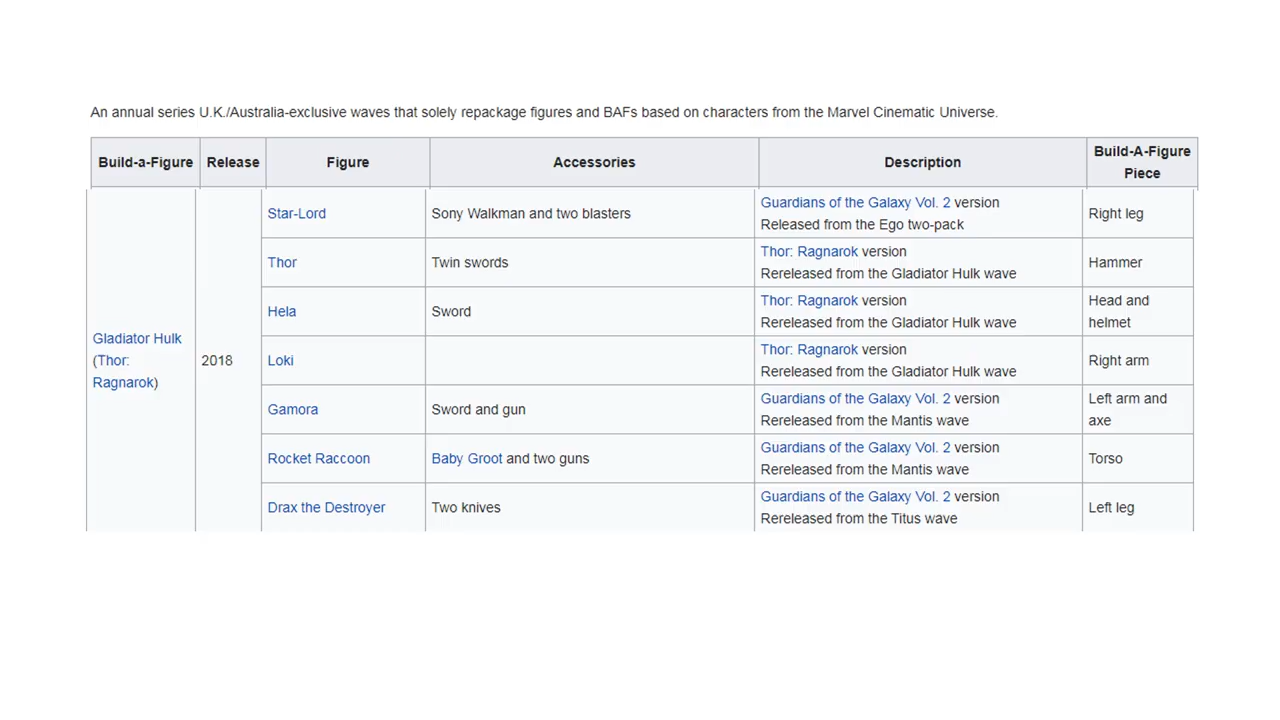 An annual series U.K./Australia-exclusive waves that solely repackage figures and BAFs based on characters from the Marvel Cinematic Universe.
Build-a-Figure Release Figure Accessories Description Build-A-Figure Piece
Gladiator Hulk
(Thor:
Ragnarok)
2018
Star-Lord
Sony Walkman and two blasters
Guardians of the Galaxy Vol. 2 version
Released from the Ego two-pack
Right leg
Thor
Twin swords
Thor: Ragnarok version
Rereleased from the Gladiator Hulk wave
Hammer
Hela
Sword
Thor: Ragnarok version
Rereleased from the Gladiator Hulk wave
Head and
helmet
Loki
Thor: Ragnarok version
Rereleased from the Gladiator Hulk wave
Right arm
Gamora
Sword and gun
Guardians of the Galaxy Vol. 2 version
Rereleased from the Mantis wave
Left arm and
axe
Rocket Raccoon
Baby Groot and two guns
Guardians of the Galaxy Vol. 2 version
Rereleased from the Mantis wave
Torso
Drax the Destroyer
Two knives
Guardians of the Galaxy Vol. 2 version
Rereleased from the Titus wave
Left leg